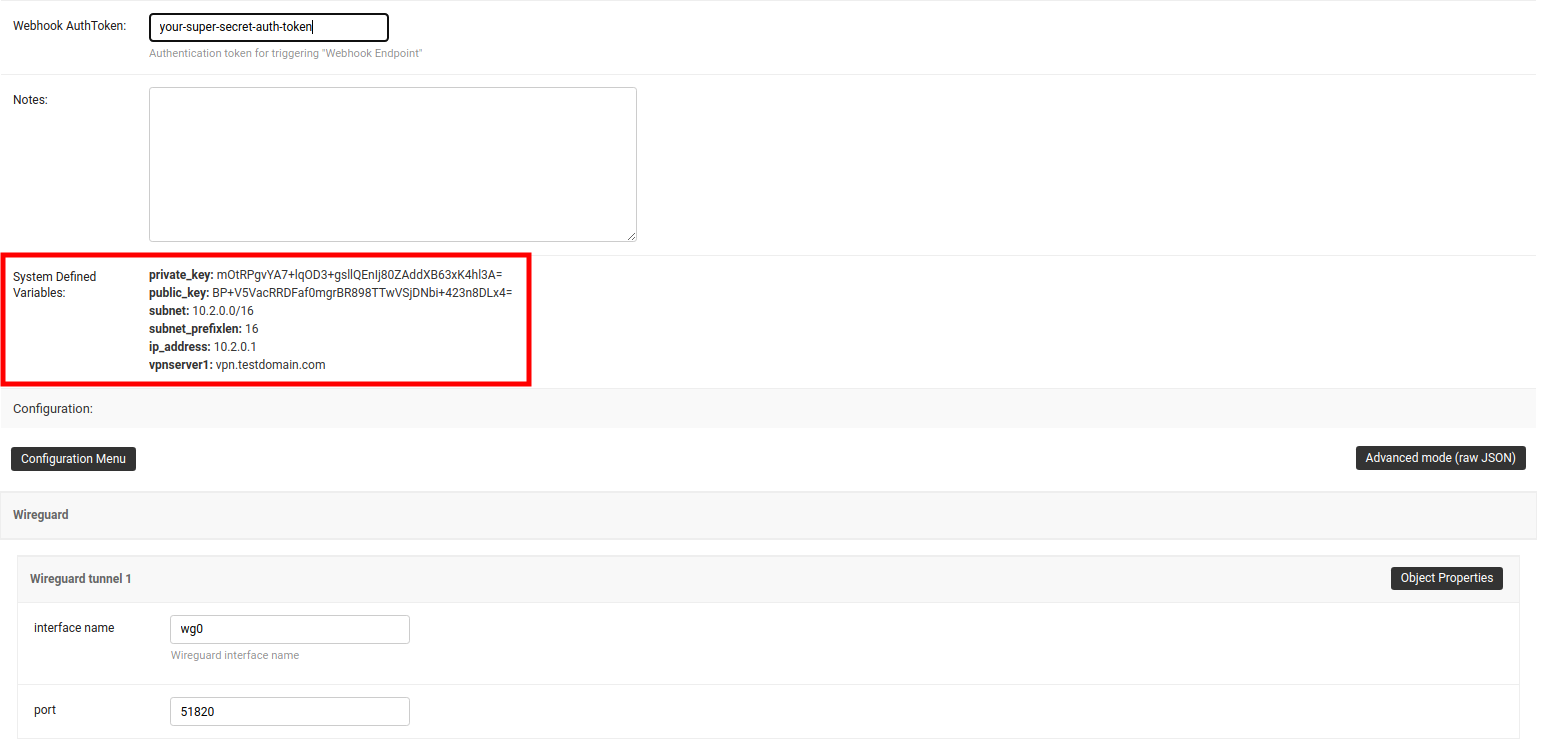 Webhook AuthToken:
your-super-secret-auth-token
Authentication token for triggering "Webhook Endpoint"
Notes:
System Defined
Variables:
private_key: mOtRPgvYA7+lqOD3+gsllQEnIj80ZAddXB63xK4hl3A=
public_key: BP+V5VacRRDFaf0mgrBR898TTwVSjDNbi+423n8DLx4=
subnet: 10.2.0.0/16
subnet_prefixlen: 16
ip_address: 10.2.0.1
vpnserver1: vpn.testdomain.com
Configuration:
Configuration Menu
Advanced mode (raw JSON)
Wireguard
Wireguard tunnel 1
Object Properties
interface name
wg0
Wireguard interface name
port
51820